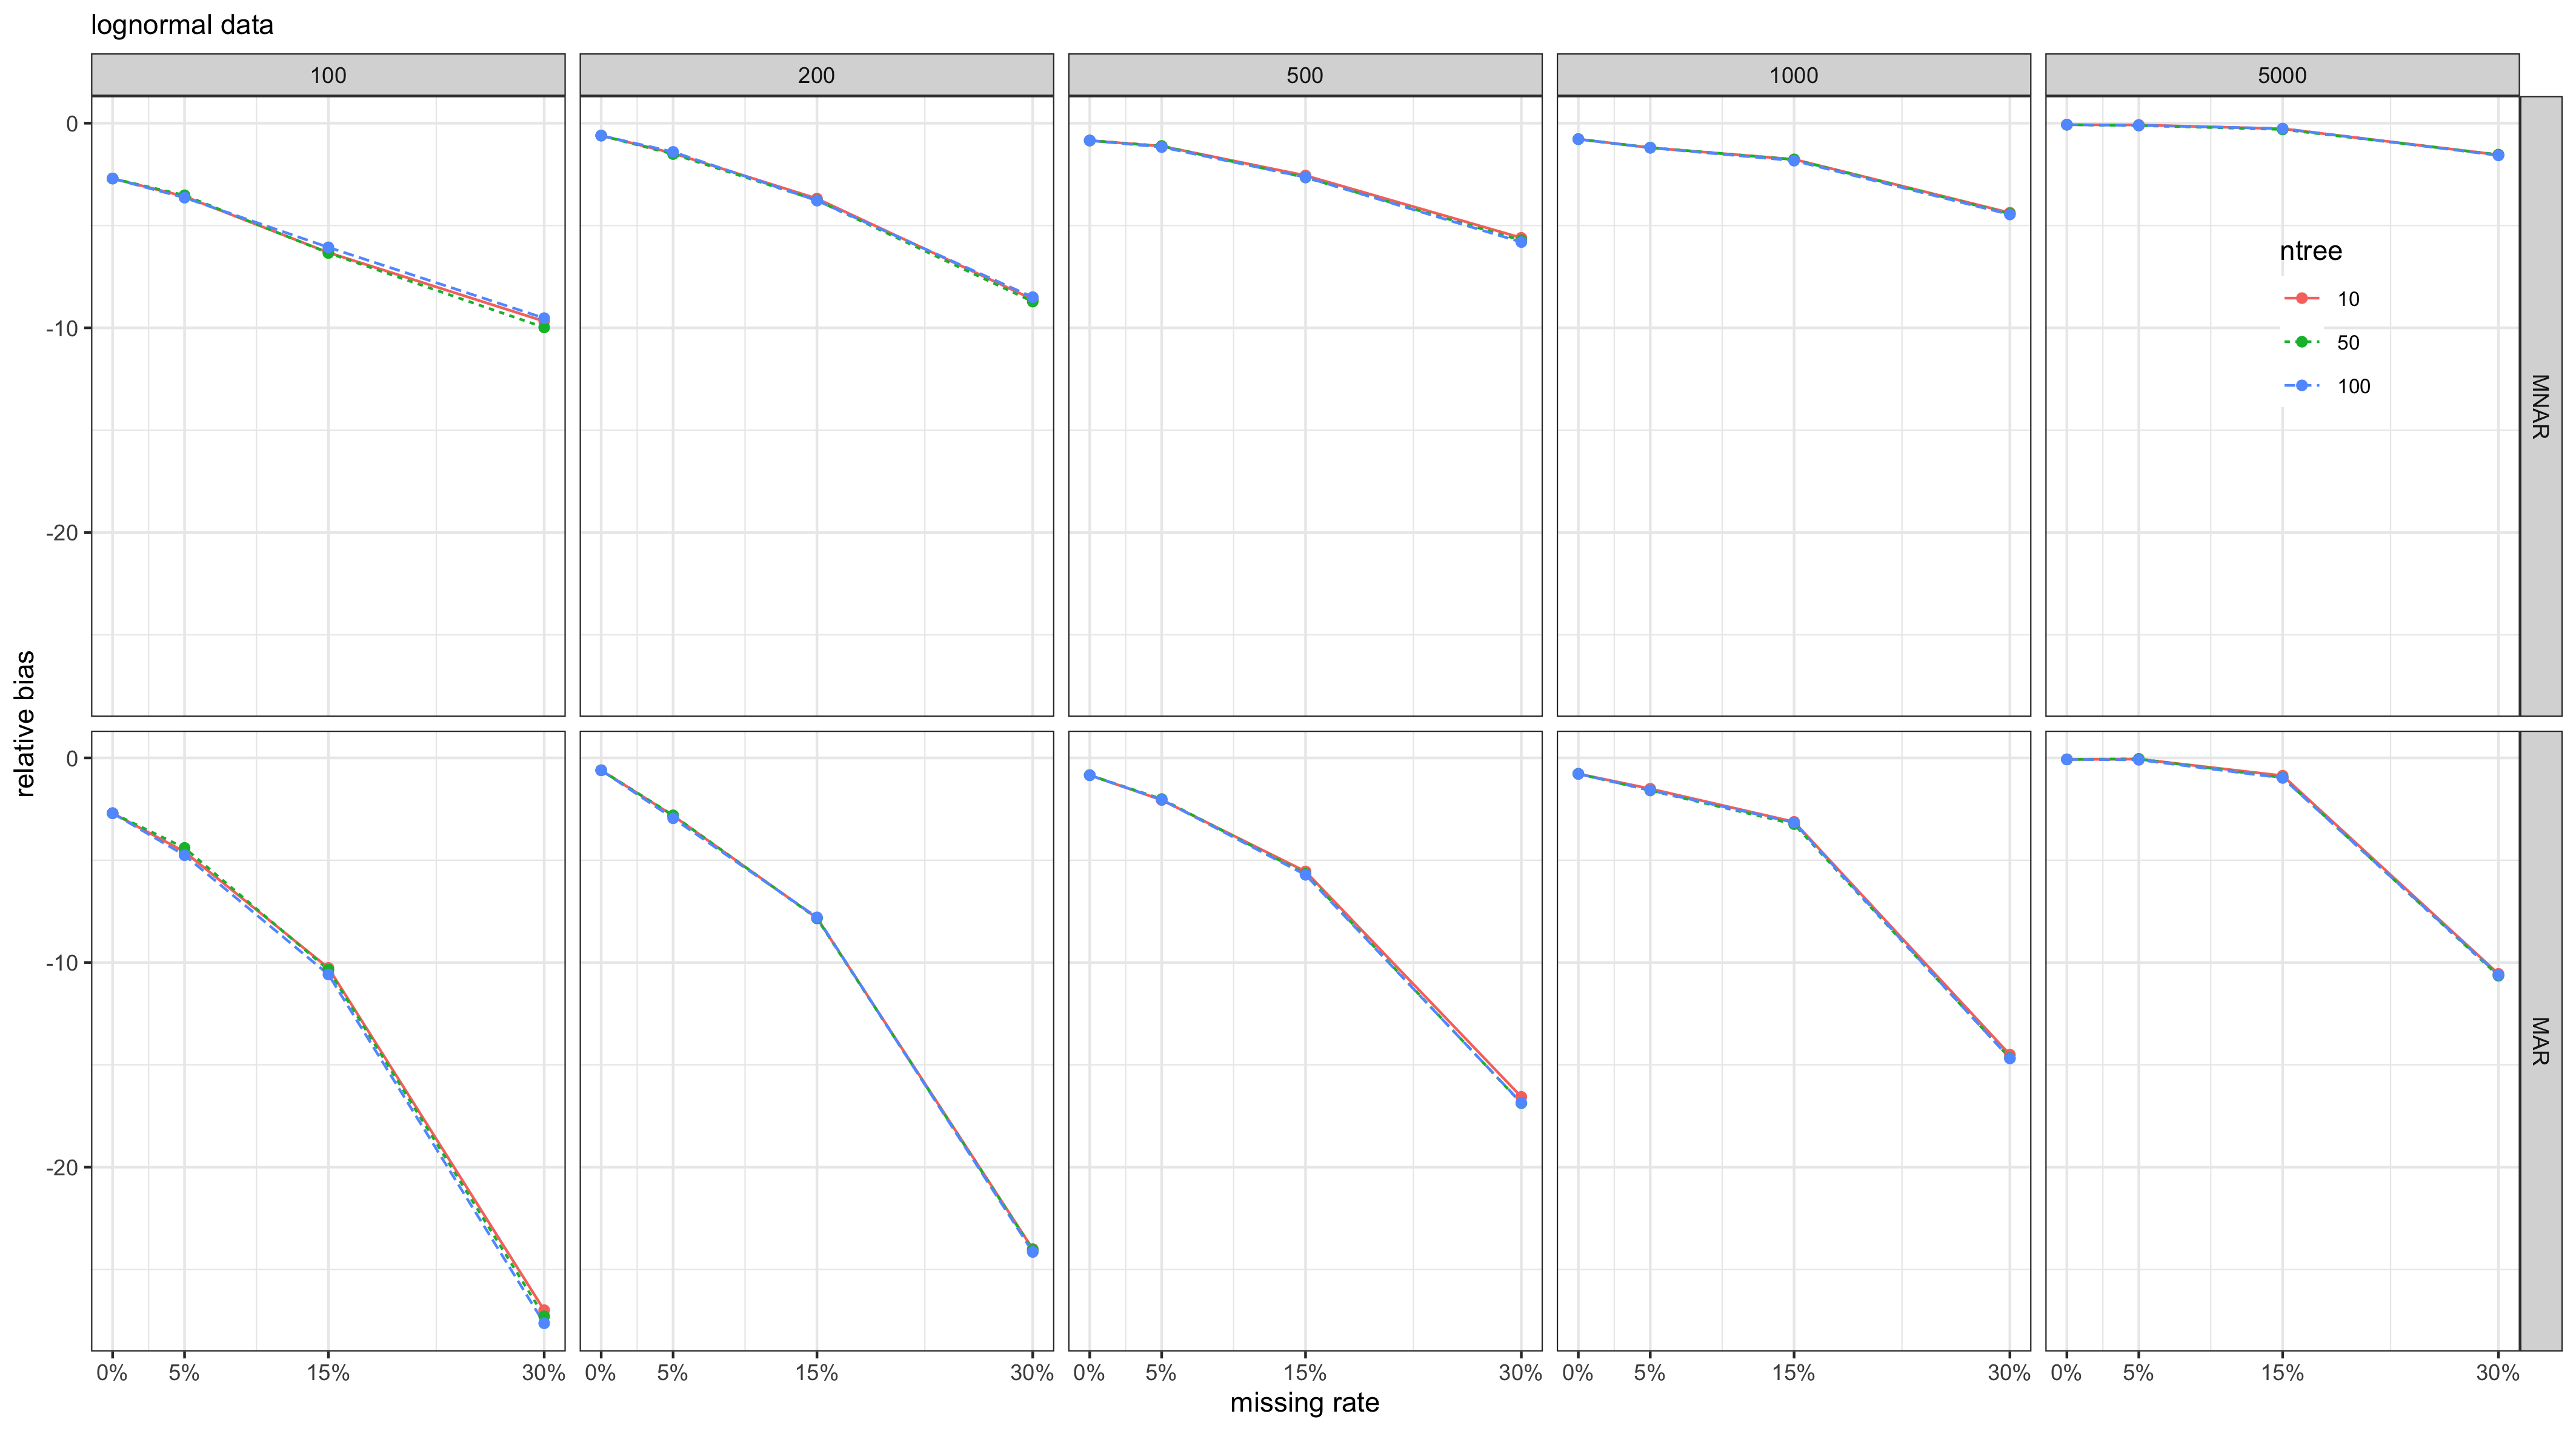 lognormal data
100 200 500 1000 5000
0
-10
-20
MNAR
ntree
10
50
100
relative bias
0
-10
-20
MAR
0% 5% 15% 30% 0% 5% 15% 30% 0% 5% 15% 30% 0% 5% 15% 30% 0% 5% 15% 30%
missing rate